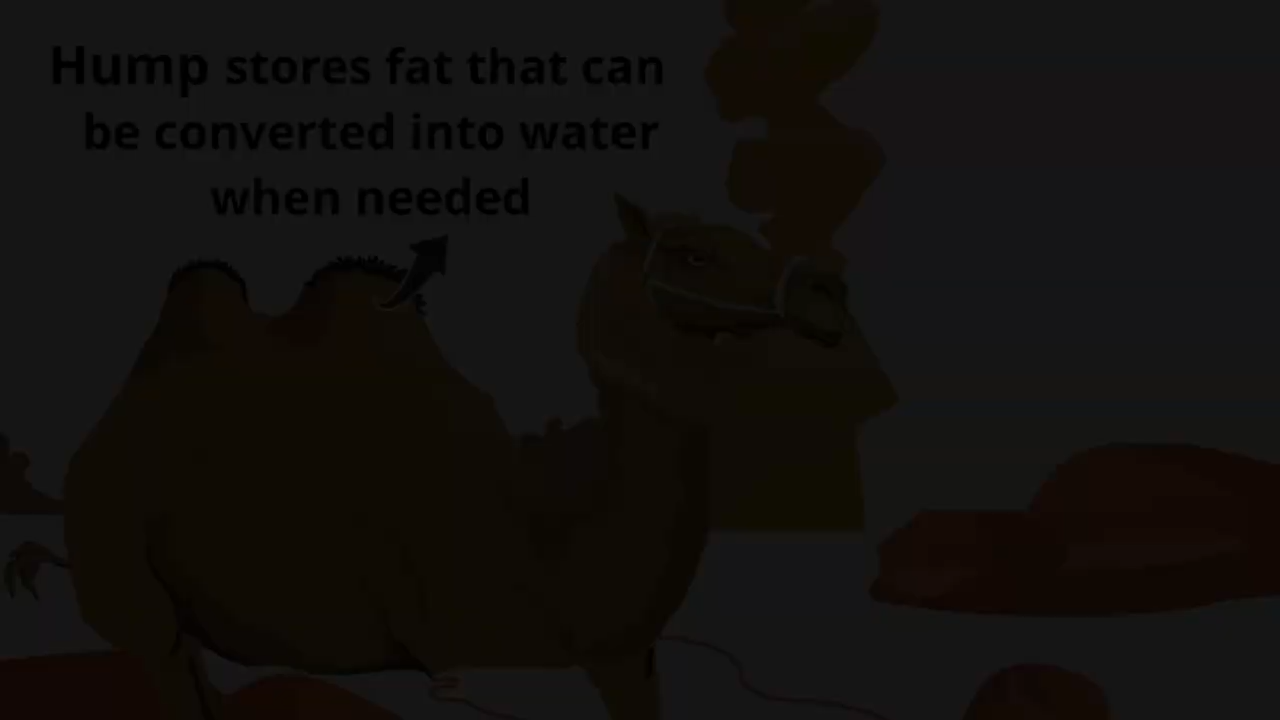 Hump stores fat that can
be converted into water
when needed